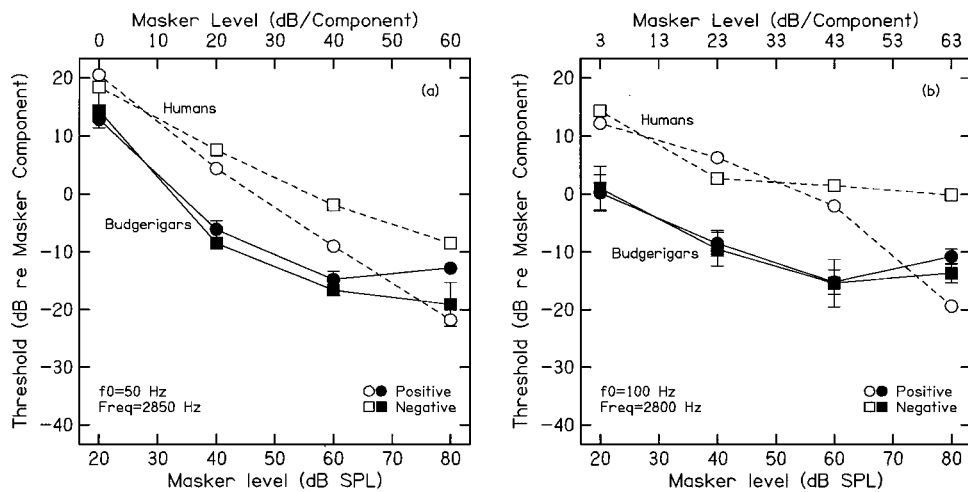 Masker Level (dB/Component)
0 10 20 30 40 50 60
20
10
0
-10
-20
-30
-40
Threshold (dB re Masker Component)
(a)
Humans
Budgerigars
f0=50 Hz
Freq=2850 Hz
Positive
Negative
20 30 40 50 60 70 80
Masker level (dB SPL)
Masker Level (dB/Component)
3 13 23 33 43 53 63
20
10
0
-10
-20
-30
-40
Threshold (dB re Masker Component)
(b)
Humans
Budgerigars
f0=100 Hz
Freq=2800 Hz
Positive
Negative
20 30 40 50 60 70 80
Masker level (dB SPL)